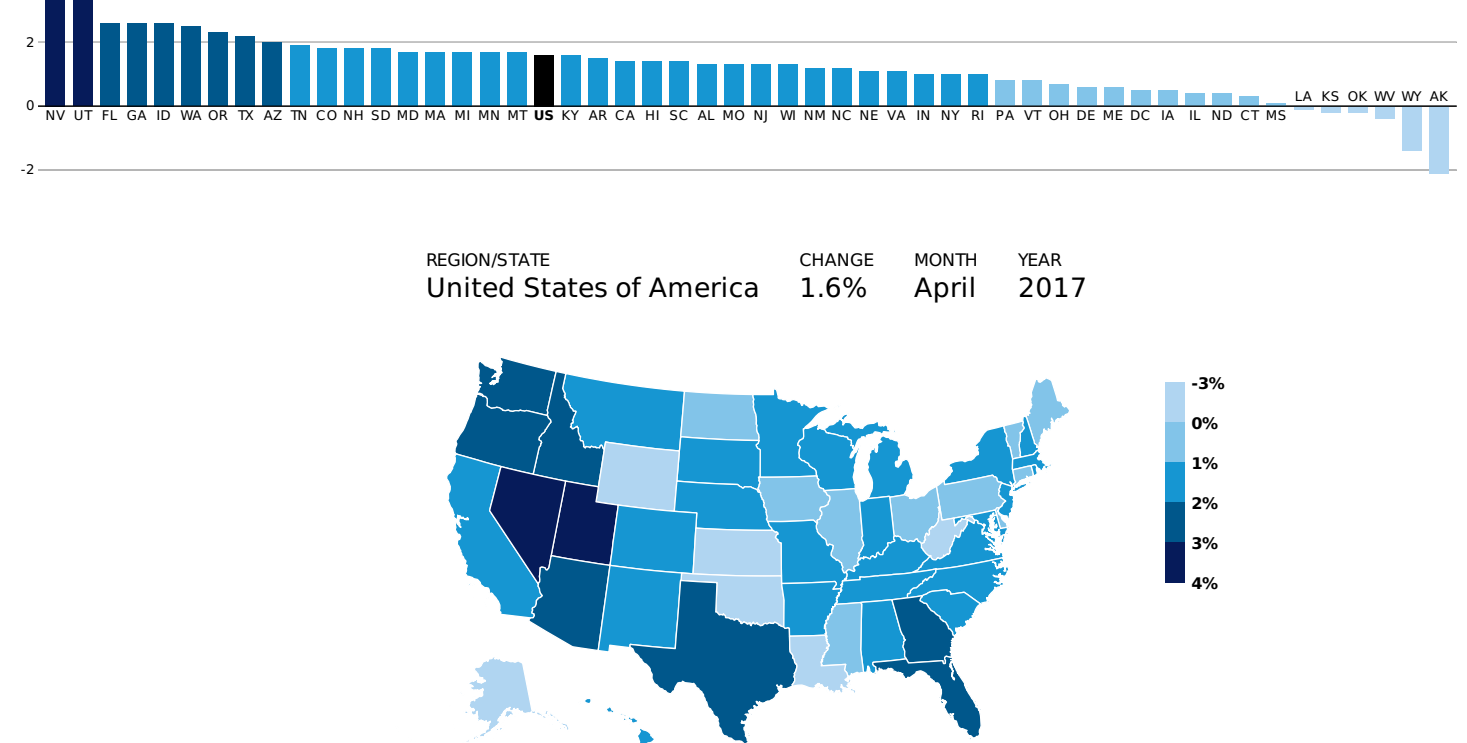 2
LA KS OK WV WY AK
0
NV UT FL GA ID WA OR TX AZ TN CO NH SD MD MA MI MN MT US KY AR CA HI SC AL MO NJ WI NM NC NE VA IN NY RI PA VT OH DE ME DC IA IL ND CT MS
-2
REGION/STATE CHANGE MONTH YEAR
United States of America 1.6% April 2017
-3%
0%
1%
2%
3%
4%